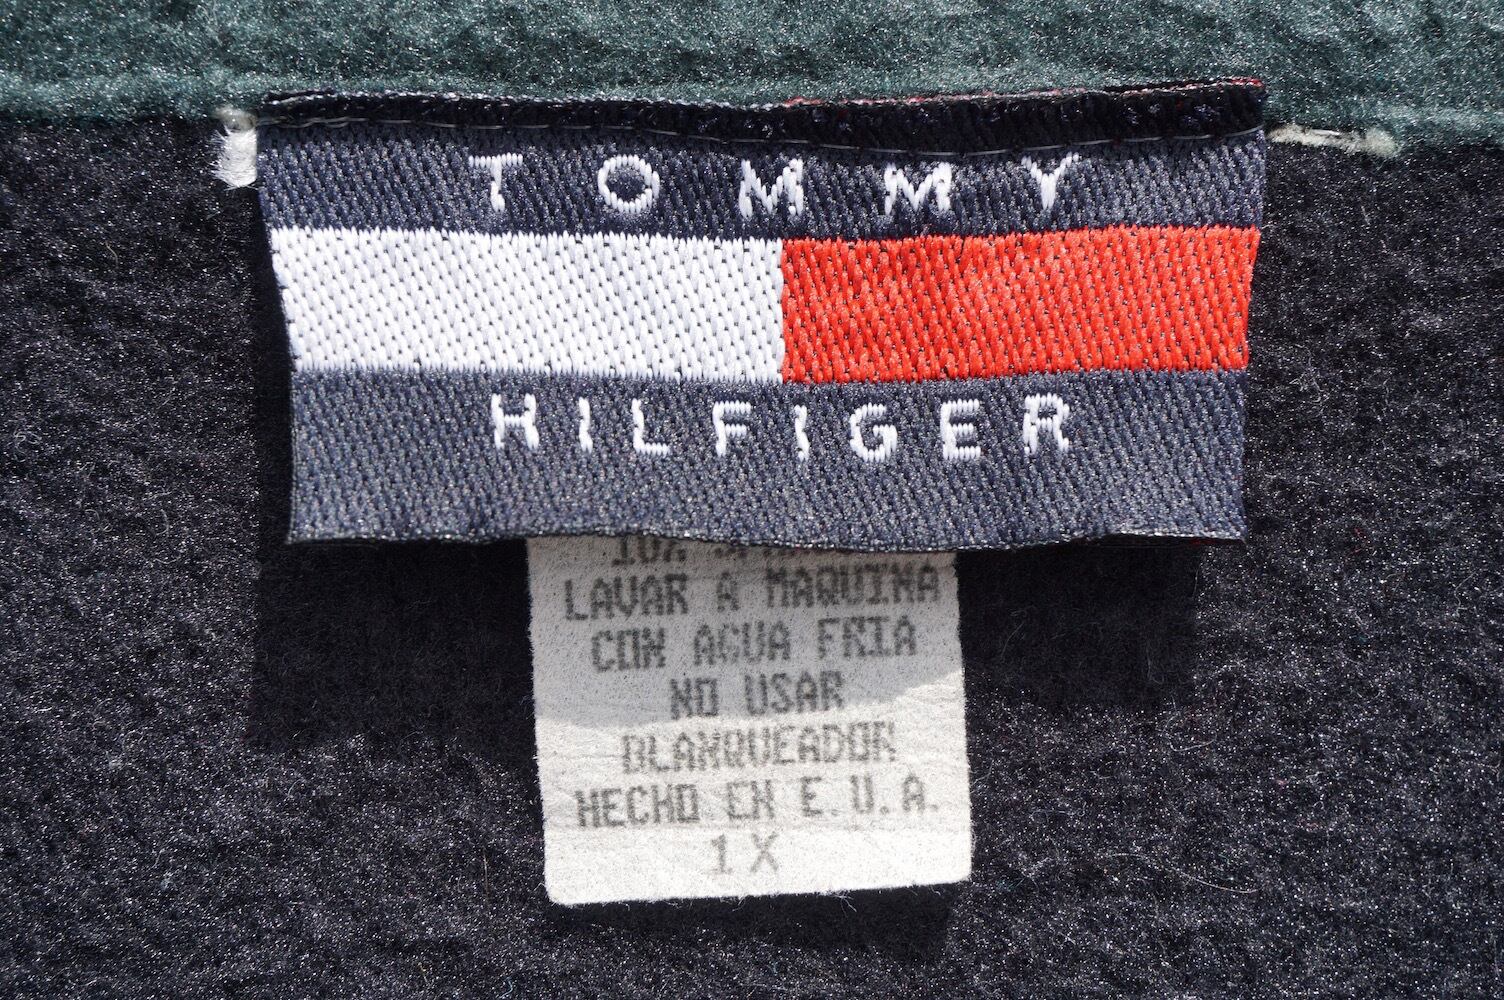 TOMMY
HILFIGER
LAVAR A MAQUINA
CON AGUA FRIA
NO USAR
BLANQUEADOR
HECHO EN E.U.A.
1X